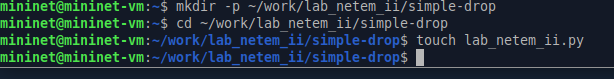 mininet@mininet-vm:~$ mkdir -p ~/work/lab_netem_ii/simple-drop
mininet@mininet-vm:~$ cd ~/work/lab_netem_ii/simple-drop
mininet@mininet-vm:~/work/lab_netem_ii/simple-drop$ touch lab_netem_ii.py
mininet@mininet-vm:~/work/lab_netem_ii/simple-drop$